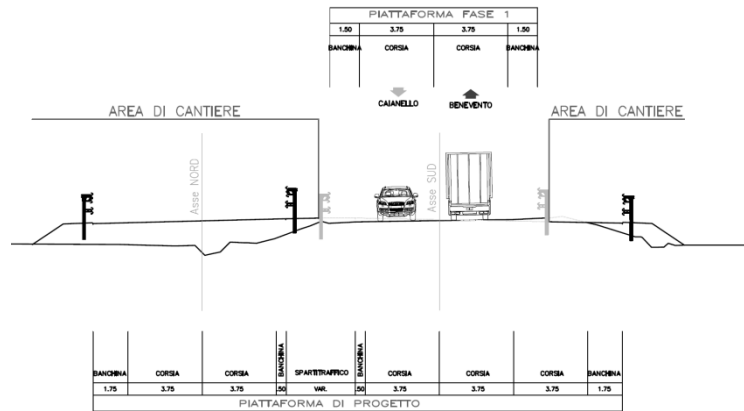 PIATTAFORMA FASE 1
1.50 3.75 3.75 1.50
BANCHINA CORSIA CORSIA BANCHINA
CAIANELLO BENEVENTO
AREA DI CANTIERE AREA DI CANTIERE
Asse NORD
Asse SUD
BANCHINA CORSIA CORSIA BANCHINA SPARTITRAFFICO BANCHINA CORSIA CORSIA CORSIA BANCHINA
1.75 3.75 3.75 .50 VAR. .50 3.75 3.75 3.75 1.75
PIATTAFORMA DI PROGETTO